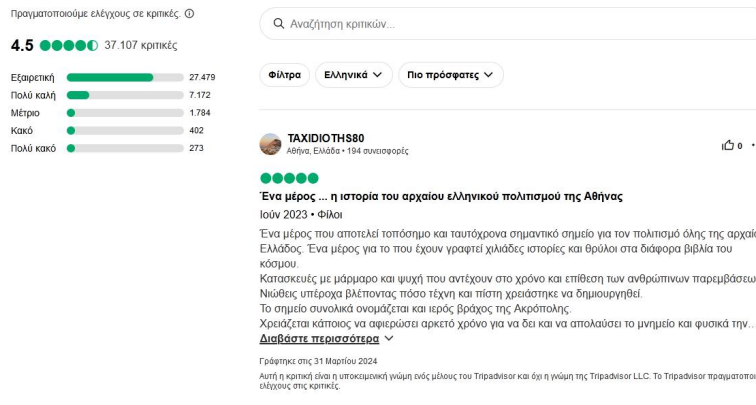 Πραγματοποιούμε ελέγχους σε κριτικές.
4.5 37.107 κριτικές
Εξαιρετική 27.479
Πολύ καλή 7.172
Μέτριο 1.784
Κακό 402
Πολύ κακό 273
Αναζήτηση κριτικών...
Φίλτρα Ελληνικά Πιο πρόσφατες
TAXIDIOTHS80
Αθήνα, Ελλάδα • 194 συνεισφορές
0
Ένα μέρος ... η ιστορία του αρχαίου ελληνικού πολιτισμού της Αθήνας
Ιούν 2023 • Φίλοι
Ένα μέρος που αποτελεί τοπόσημο και ταυτόχρονα σημαντικό σημείο για τον πολιτισμό όλης της αρχαί
Ελλάδος. Ένα μέρος για το που έχουν γραφτεί χιλιάδες ιστορίες και θρύλοι στα διάφορα βιβλία του
κόσμου.
Κατασκευές με μάρμαρο και ψυχή που αντέχουν στο χρόνο και επίθεση των ανθρώπινων παρεμβάσεω
Νιώθεις υπέροχα βλέποντας πόσο τέχνη και πίστη χρειάστηκε να δημιουργηθεί.
Το σημείο συνολικά ονομάζεται και ιερός βράχος της Ακρόπολης.
Χρειάζεται κάποιος να αφιερώσει αρκετό χρόνο για να δει και να απολαύσει το μνημείο και φυσικά την...
Διαβάστε περισσότερα
Γράφτηκε στις 31 Μαρτίου 2024
Αυτή η κριτική είναι η υποκειμενική γνώμη ενός μέλους του Tripadvisor και όχι η γνώμη της Tripadvisor LLC. Το Tripadvisor πραγματοποι
ελέγχους στις κριτικές.